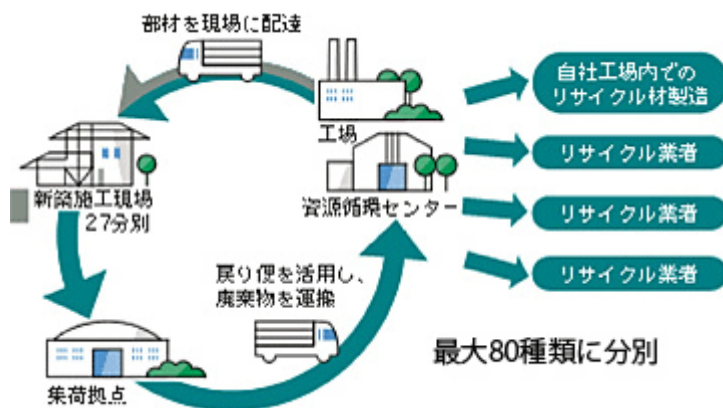 部材を現場に配達
工場
自社工場内での
リサイクル材製造
新築施工現場
27分別
資源循環センター
リサイクル業者
リサイクル業者
リサイクル業者
戻り便を活用し、
廃棄物を運搬
集荷拠点
最大80種類に分別